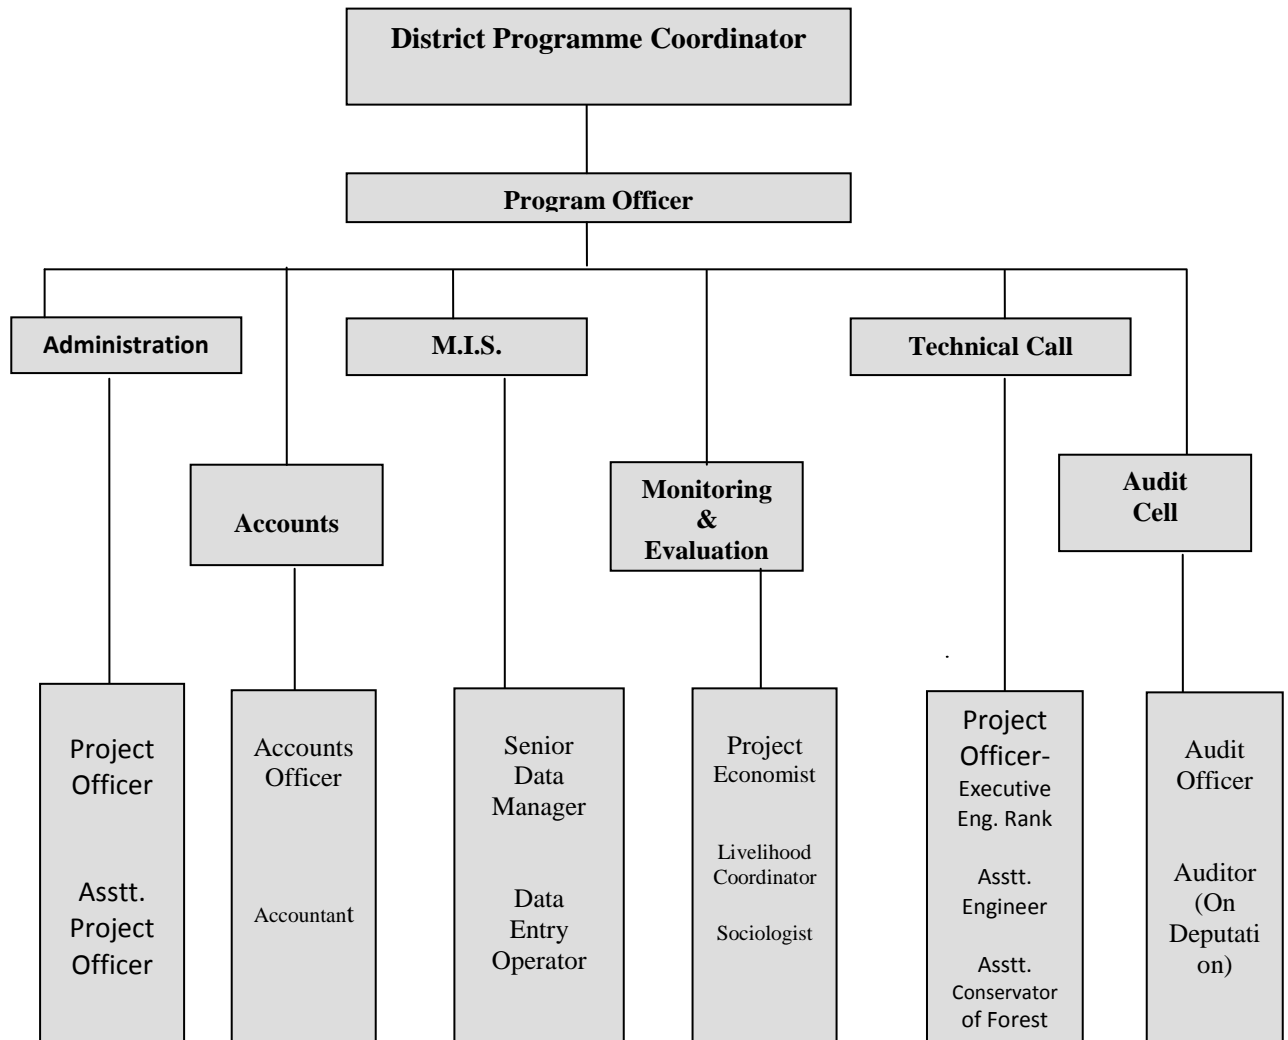 District Programme Coordinator
Program Officer
Administration
M.I.S.
Technical Call
Accounts
Monitoring
&
Evaluation
Audit
Cell
Project
Officer
Asstt.
Project
Officer
Accounts
Officer
Accountant
Senior
Data
Manager
Data
Entry
Operator
Project
Economist
Livelihood
Coordinator
Sociologist
Project
Officer-
Executive
Eng. Rank
Asstt.
Engineer
Asstt.
Conservator
of Forest
Audit
Officer
Auditor
(On
Deputati
on)